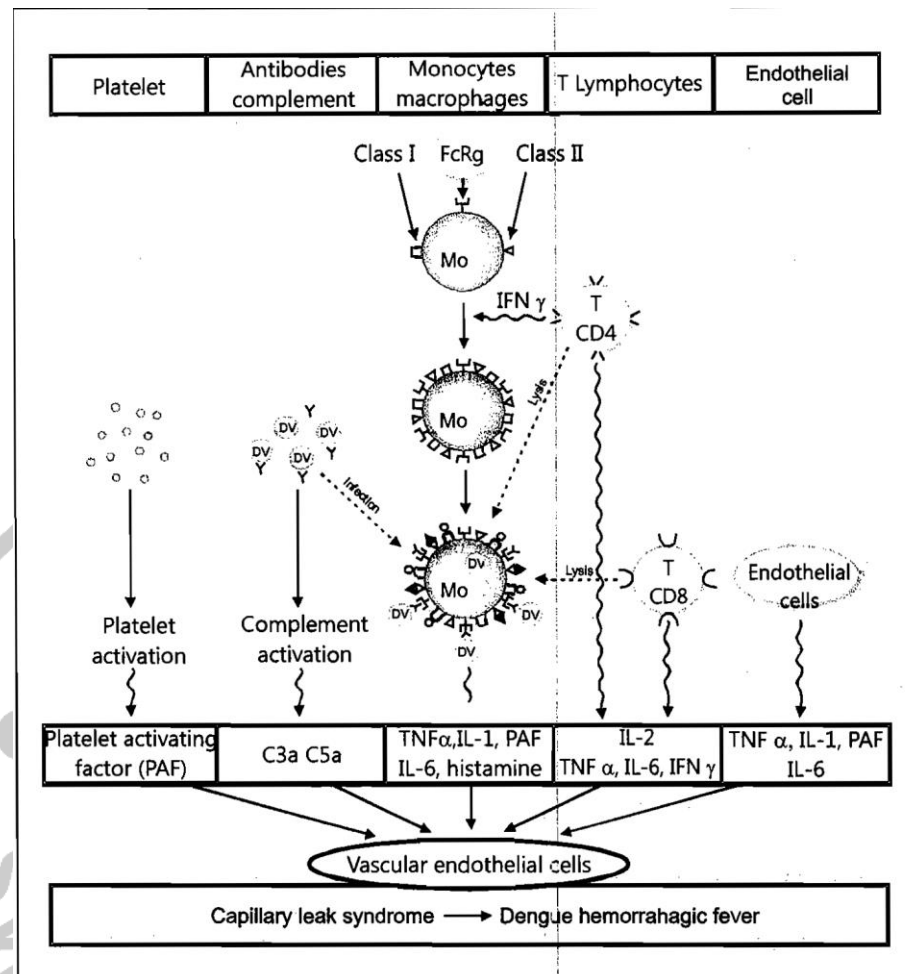 Platelet
Antibodies
complement
Monocytes
macrophages
T Lymphocytes
Endothelial
cell
Class I
FcRg
Class II
Mo
IFN γ
T
CD4
Lysis
Mo
DV
DV
DV
DV
Y
Y
Y
Y
Infection
DV
Mo
Lysis
T
CD8
Endothelial
cells
DV
DV
DV
Platelet
activation
Complement
activation
Platelet activating
factor (PAF)
C3a C5a
TNFα,IL-1, PAF
IL-6, histamine
IL-2
TNF α, IL-6, IFN γ
TNF α, IL-1, PAF
IL-6
Vascular endothelial cells
Capillary leak syndrome
Dengue hemorrahagic fever